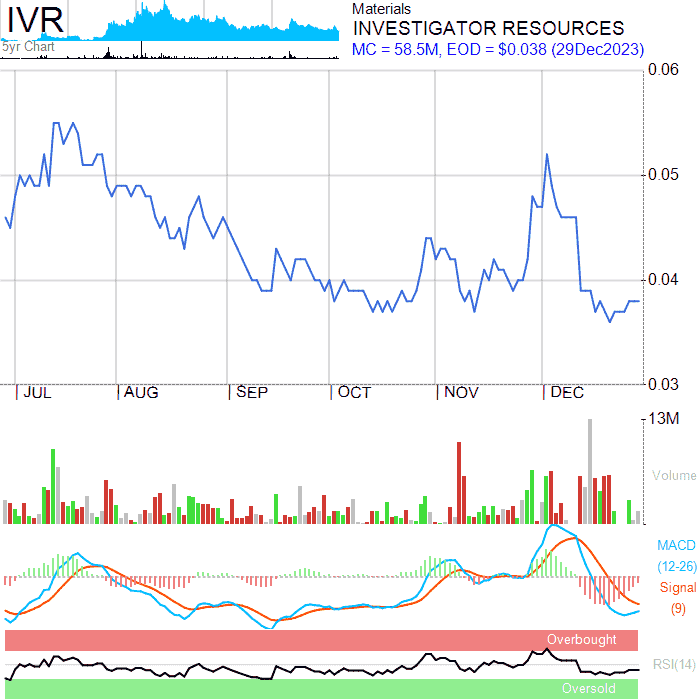 IVR
5yr Chart
Materials
INVESTIGATOR RESOURCES
MC = 58.5M, EOD = $0.038 (29Dec2023)
0.06
0.05
0.04
0.03
JUL AUG SEP OCT NOV DEC
13M
Volume
MACD
(12-26)
Signal
(9)
Overbought
RSI(14)
Oversold